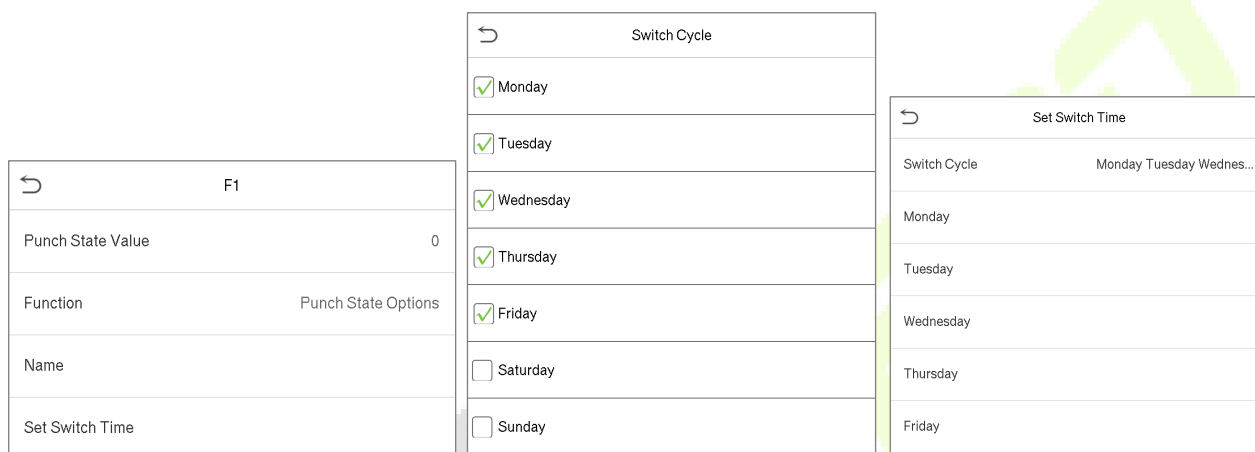 F1
Punch State Value 0
Function Punch State Options
Name
Set Switch Time
Switch Cycle
Monday
Tuesday
Wednesday
Thursday
Friday
Saturday
Sunday
Set Switch Time
Switch Cycle Monday Tuesday Wednes...
Monday
Tuesday
Wednesday
Thursday
Friday